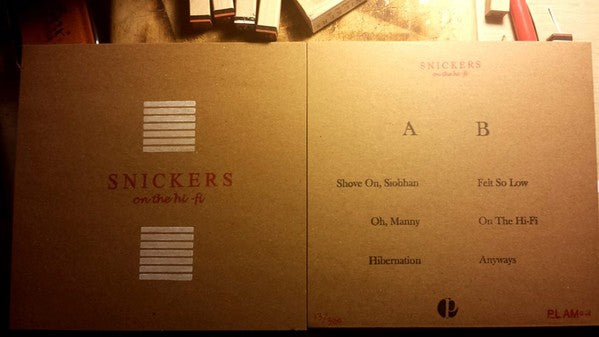 SNICKERS
on the hi-fi
SNICKERS
on the hi-fi
A B
Shove On, Siobhan
Oh, Manny
Hibernation
Felt So Low
On The Hi-Fi
Anyways